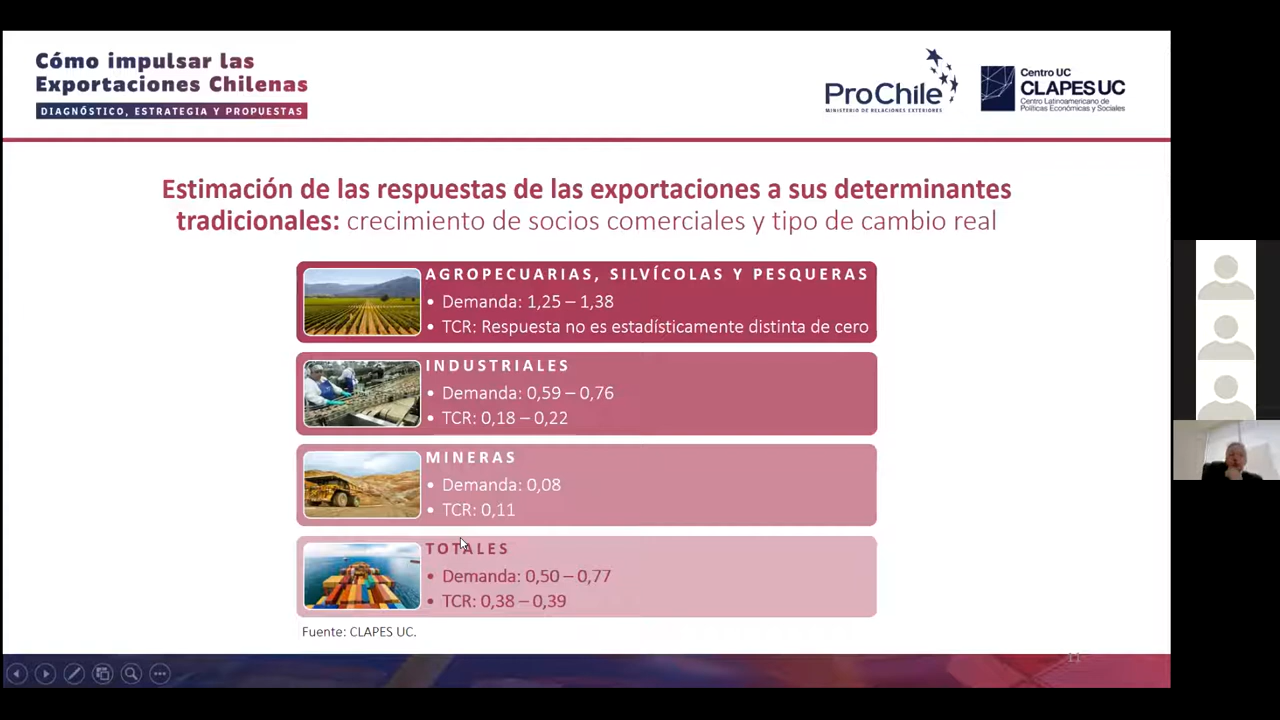 Cómo impulsar las
Exportaciones Chilenas
DIAGNÓSTICO, ESTRATEGIA Y PROPUESTAS
ProChile
MINISTERIO DE RELACIONES EXTERIORES
Centro UC
CLAPES UC
Centro Latinoamericano de
Políticas Económicas y Sociales
Estimación de las respuestas de las exportaciones a sus determinantes
tradicionales: crecimiento de socios comerciales y tipo de cambio real
AGROPECUARIAS, SILVÍCOLAS Y PESQUERAS
• Demanda: 1,25 – 1,38
• TCR: Respuesta no es estadísticamente distinta de cero
INDUSTRIALES
• Demanda: 0,59 – 0,76
• TCR: 0,18 – 0,22
MINERAS
• Demanda: 0,08
• TCR: 0,11
TOTALES
• Demanda: 0,50 – 0,77
• TCR: 0,38 – 0,39
Fuente: CLAPES UC.
11